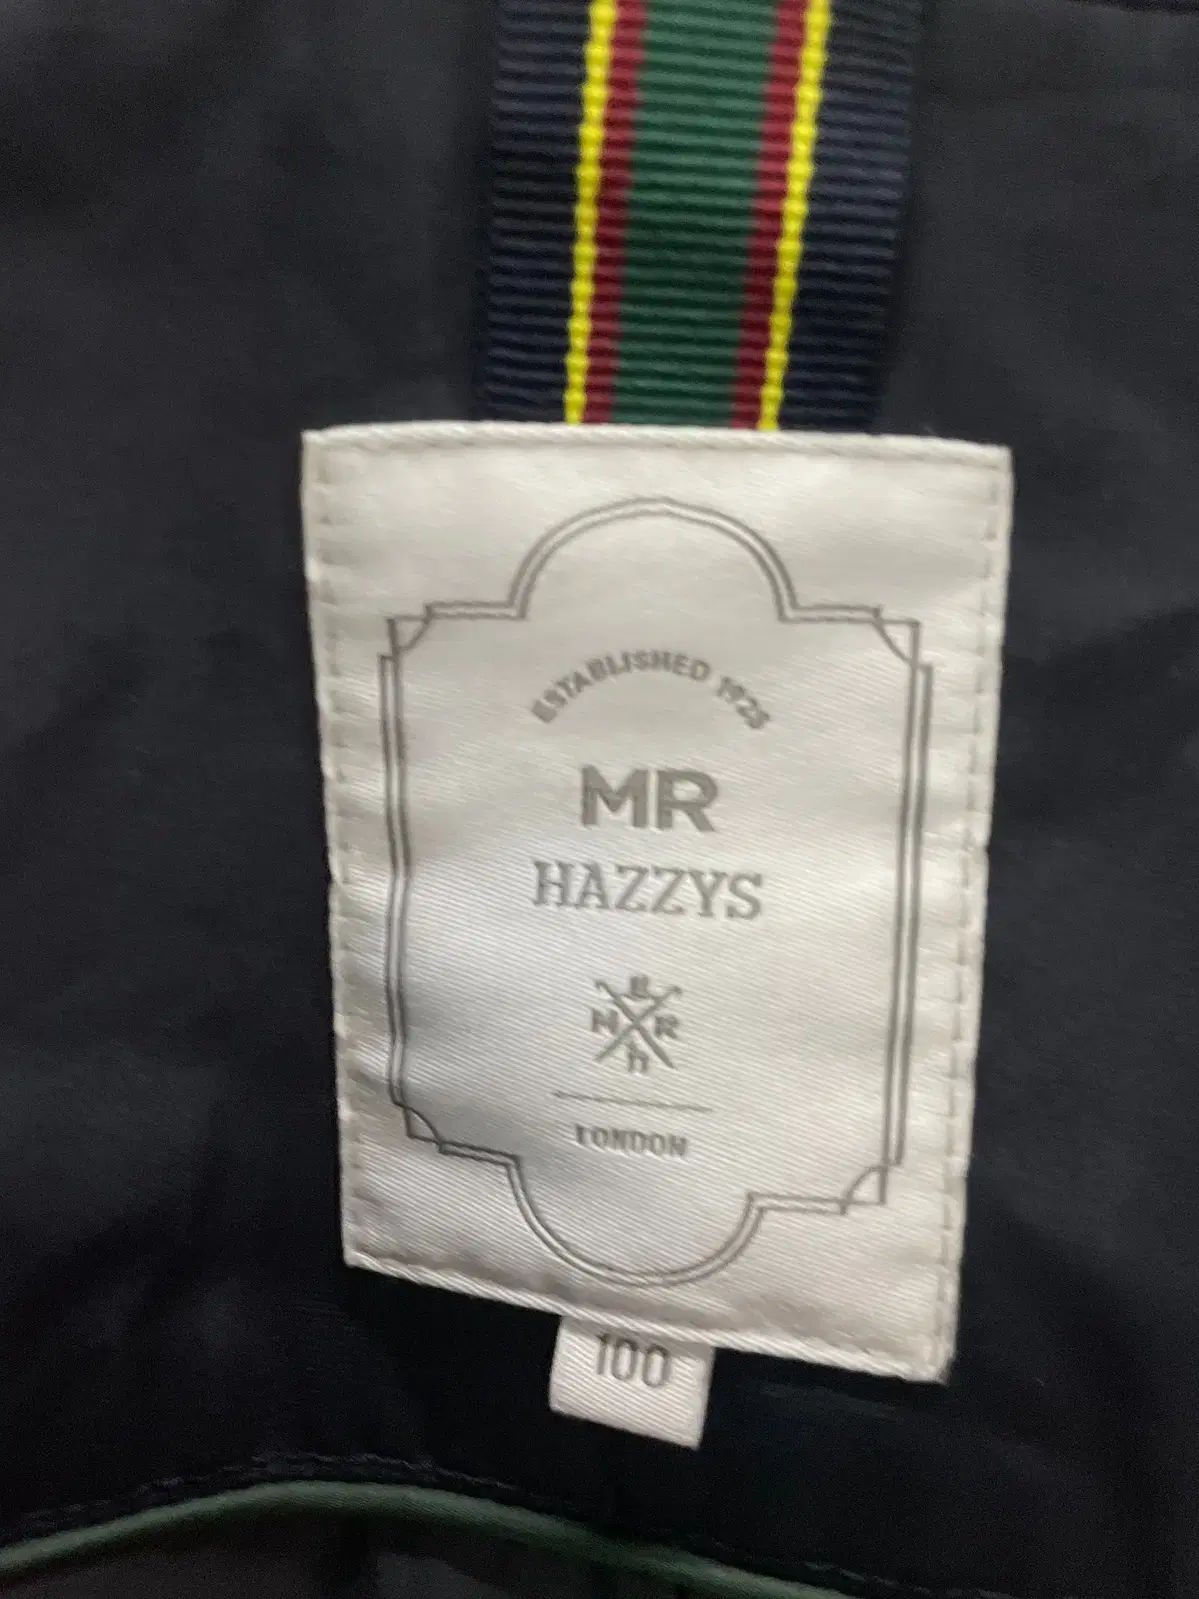 ESTABLISHED 1925
MR
HAZZYS
H
M R
h
LONDON
100